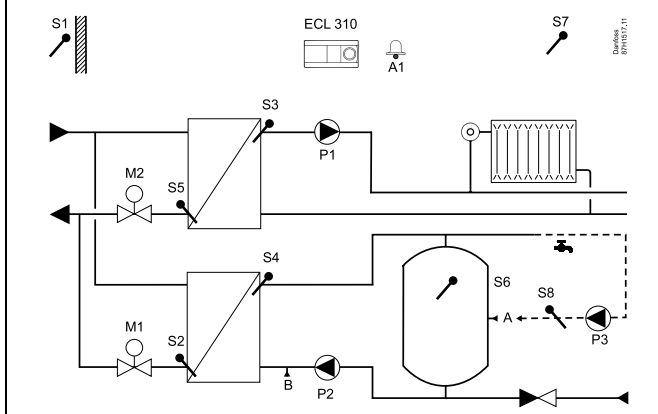 S1
ECL 310
A1
S7
Danfoss
87H1517.11
S3
P1
M2
S5
S4
S6
S8
A
P3
M1
S2
B
P2